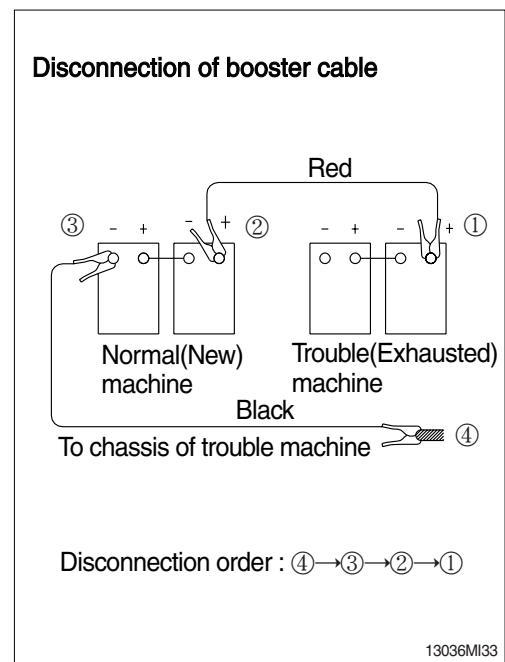 Disconnection of booster cable
Red
③ - + - + ② - + - + ①
Normal(New)
machine
Trouble(Exhausted)
machine
Black
To chassis of trouble machine ④
Disconnection order : ④→③→②→①
13036MI33